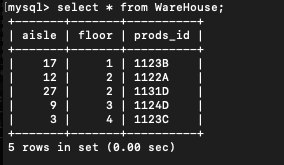 [mysql> select * from WareHouse;
+-------+-------+----------+
| aisle | floor | prods_id |
+-------+-------+----------+
|    17 |     1 | 1123B    |
|    12 |     2 | 1122A    |
|    27 |     2 | 1131D    |
|     9 |     3 | 1124D    |
|     3 |     4 | 1123C    |
+-------+-------+----------+
5 rows in set (0.00 sec)